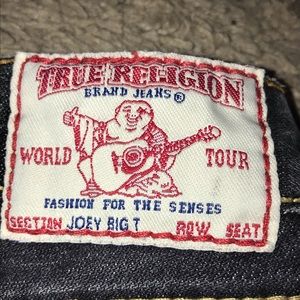 TRUE RELIGION
BRAND JEANS®
WORLD TOUR
FASHION FOR THE SENSES
SECTION JOEY BIG T ROW SEAT